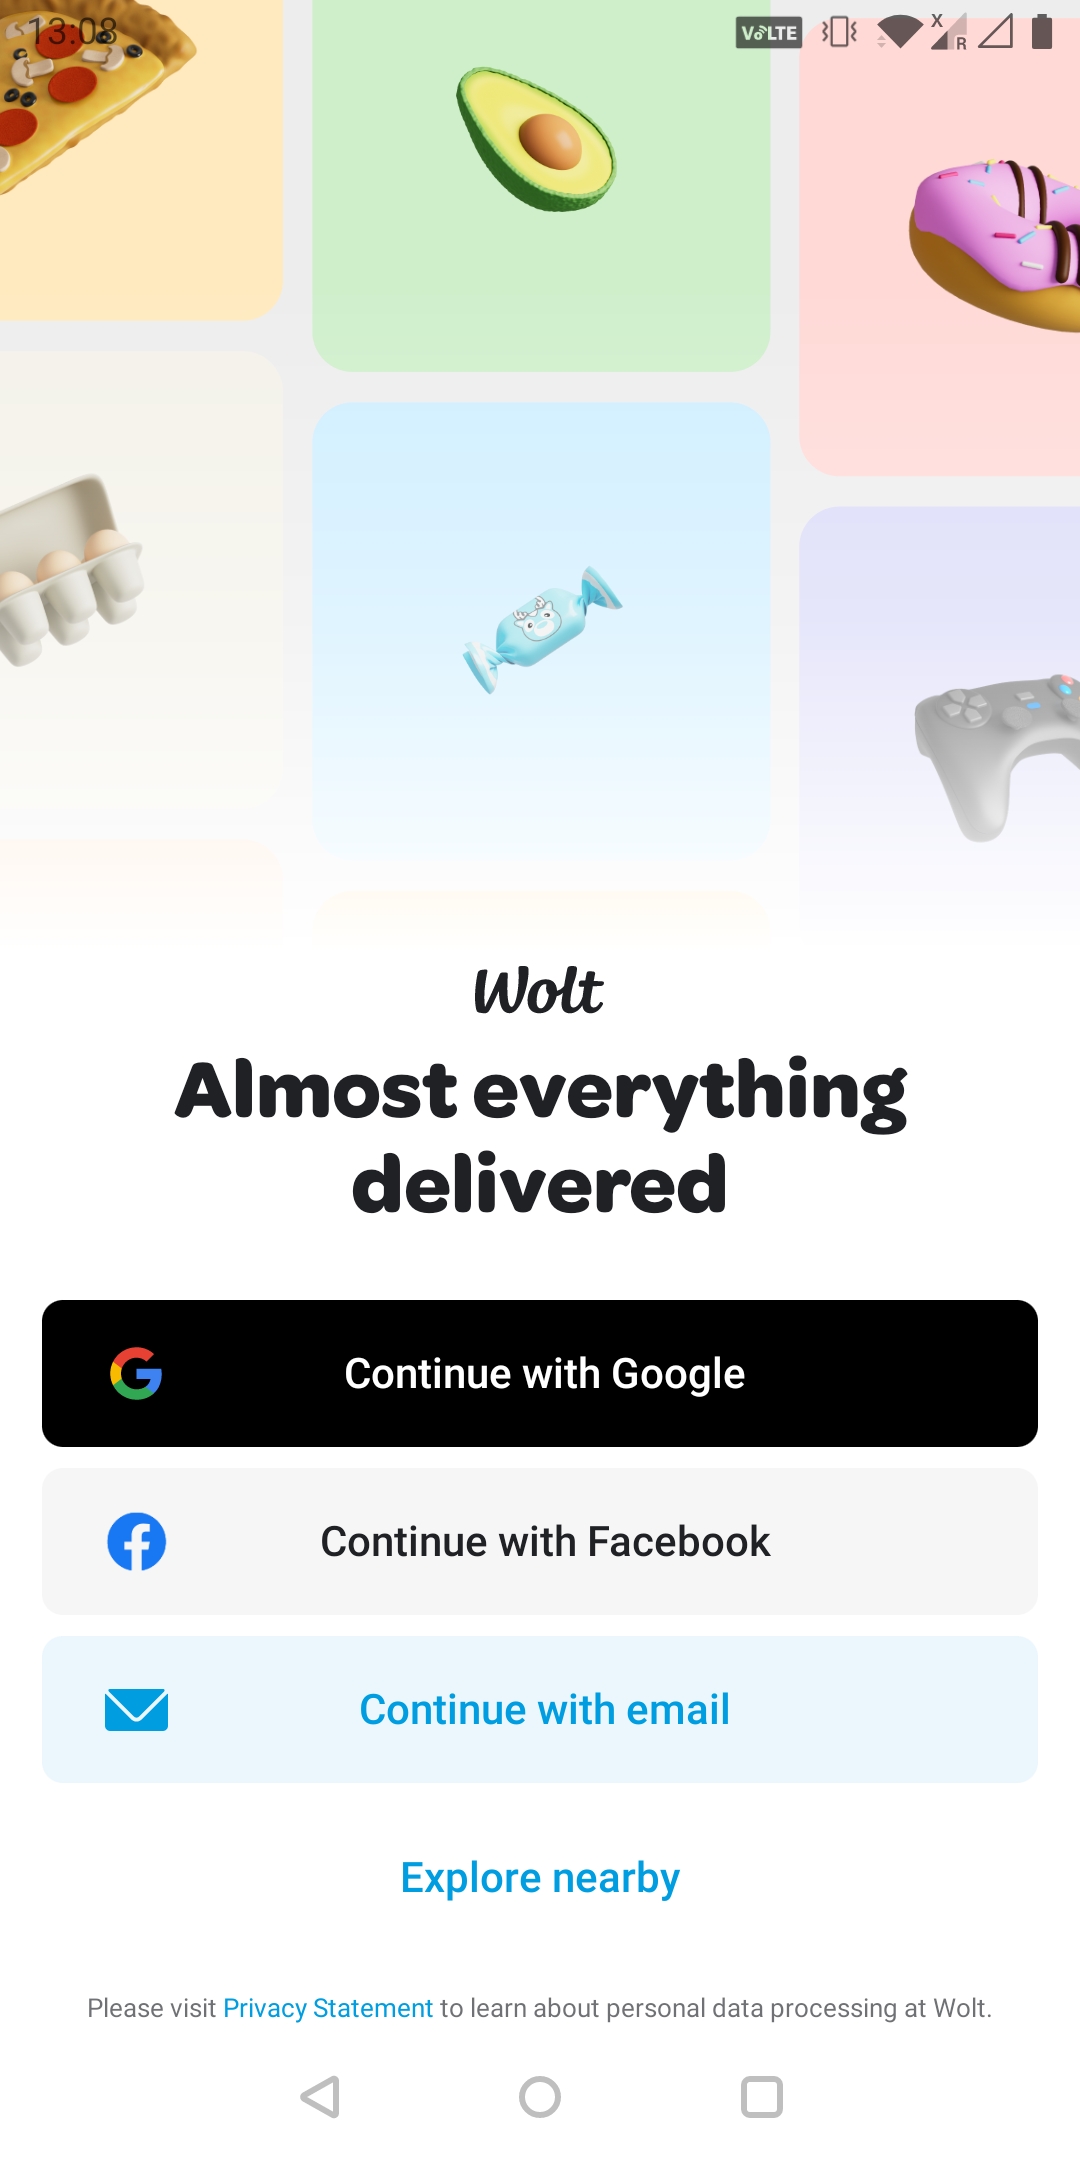 13:08
VoLTE
X
R
Wolt
Almost everything
delivered
Continue with Google
Continue with Facebook
Continue with email
Explore nearby
Please visit Privacy Statement to learn about personal data processing at Wolt.